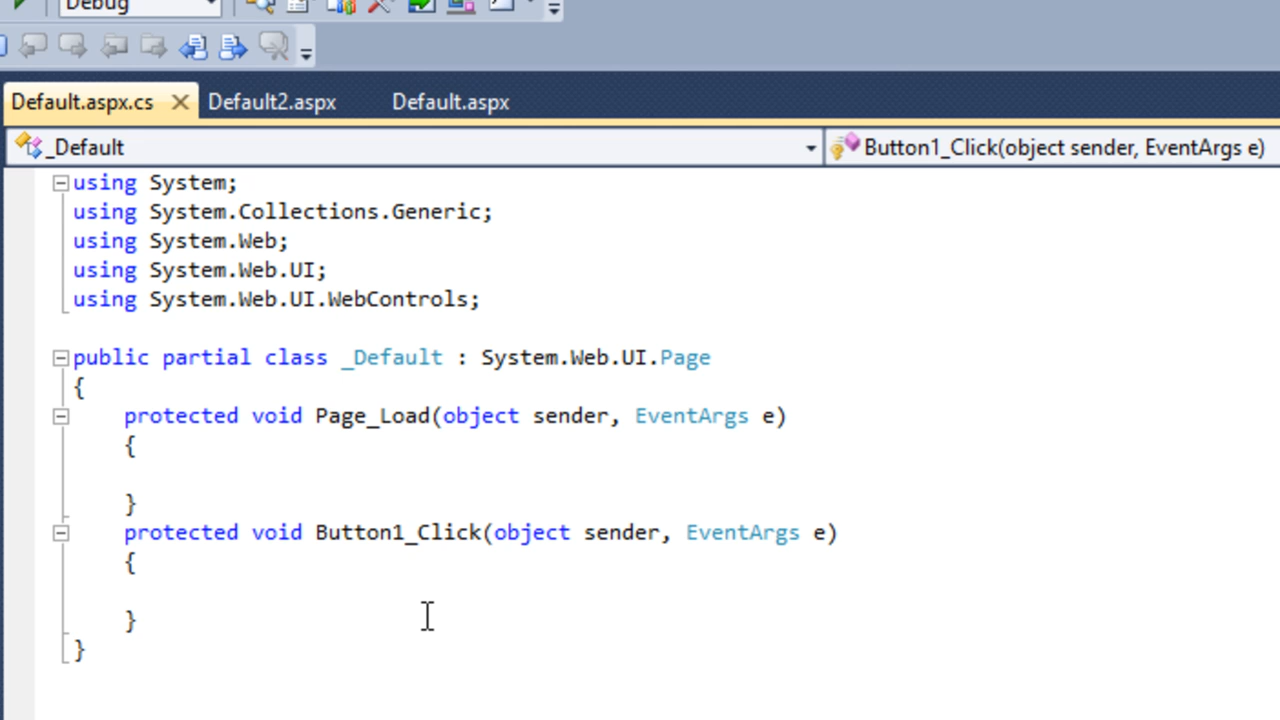 Debug
Default.aspx.cs Default2.aspx Default.aspx
_Default Button1_Click(object sender, EventArgs e)
using System;
using System.Collections.Generic;
using System.Web;
using System.Web.UI;
using System.Web.UI.WebControls;
public partial class _Default : System.Web.UI.Page
{
protected void Page_Load(object sender, EventArgs e)
{
}
protected void Button1_Click(object sender, EventArgs e)
{
}
}